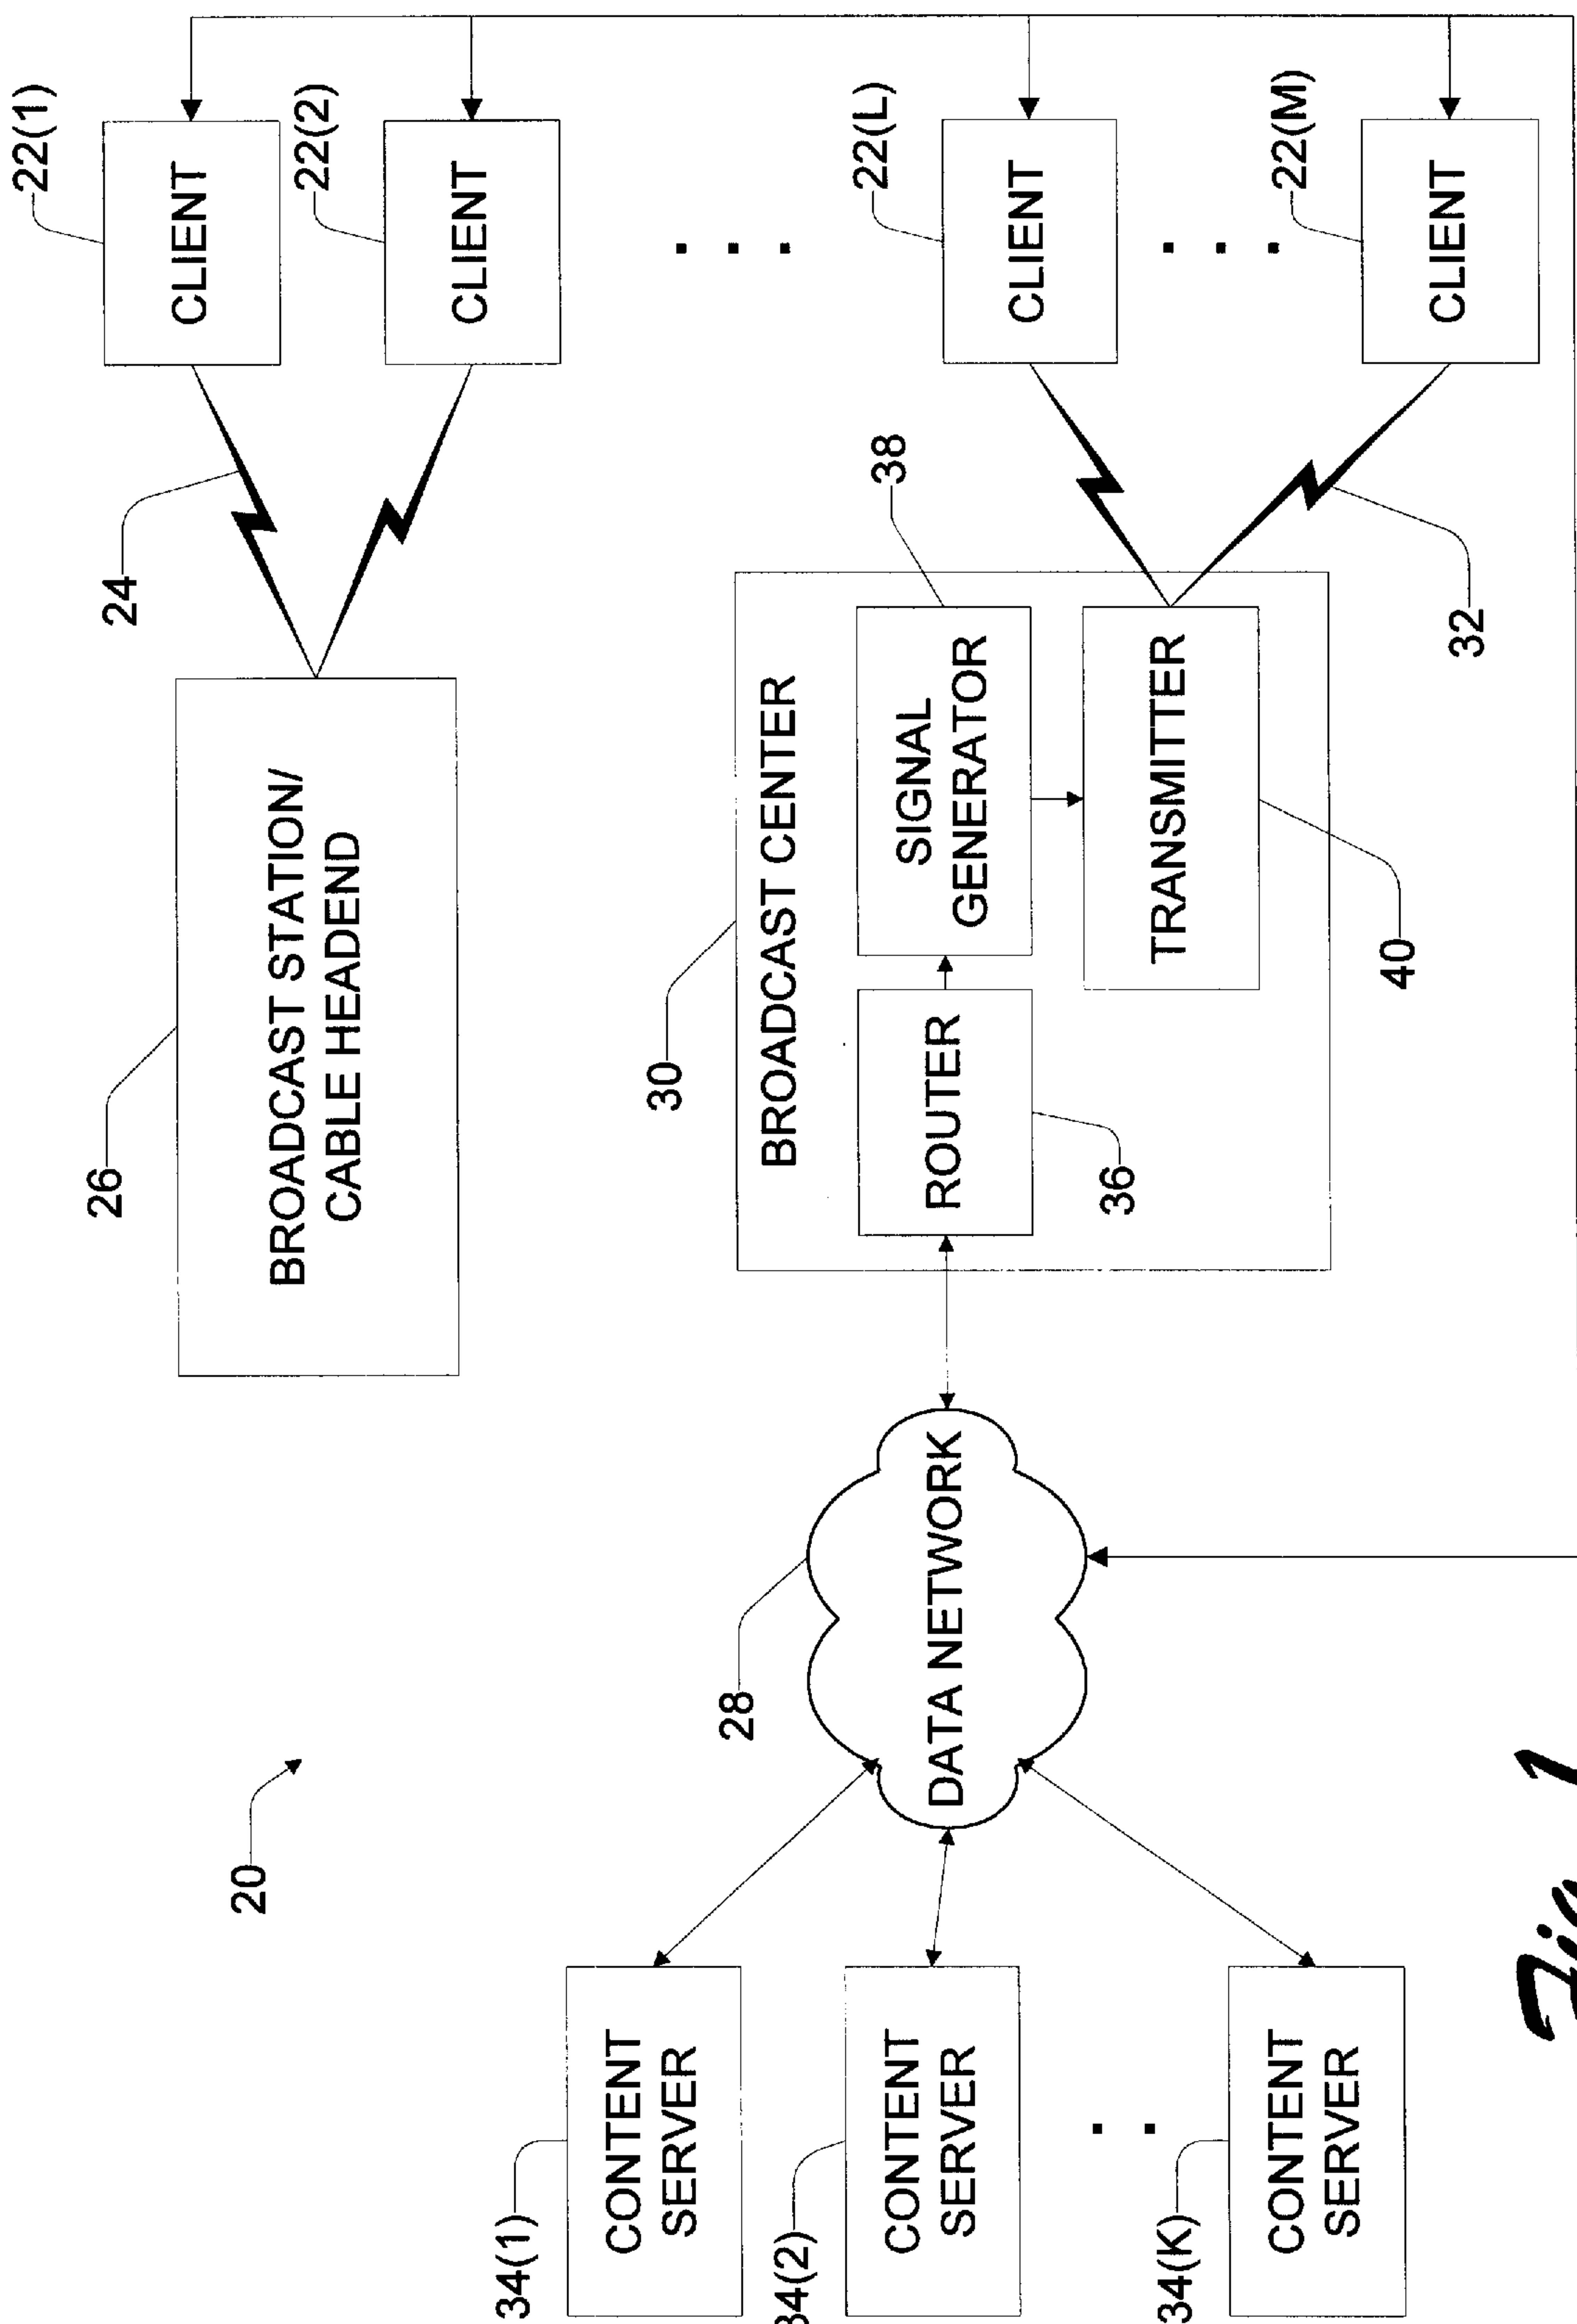 20
26
BROADCAST STATION/
CABLE HEADEND
24
22(1)
CLIENT
22(2)
CLIENT
. . .
22(L)
CLIENT
. . .
22(M)
CLIENT
34(1)
CONTENT
SERVER
34(2)
CONTENT
SERVER
. .
34(K)
CONTENT
SERVER
28
DATA NETWORK
30
BROADCAST CENTER
ROUTER
36
SIGNAL
GENERATOR
38
TRANSMITTER
40
32
Fig. 1